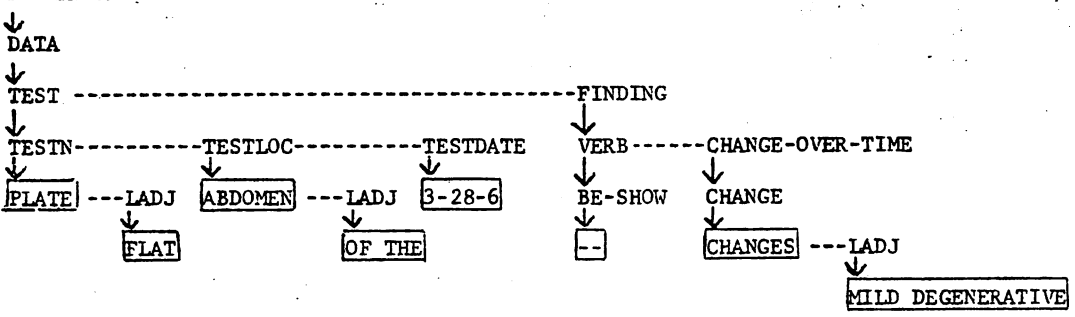 DATA
TEST FINDING
TESTN TESTLOC TESTDATE VERB CHANGE-OVER-TIME
PLATE LADJ ABDOMEN LADJ 3-28-6 BE-SHOW CHANGE
FLAT OF THE -- CHANGES LADJ
MILD DEGENERATIVE